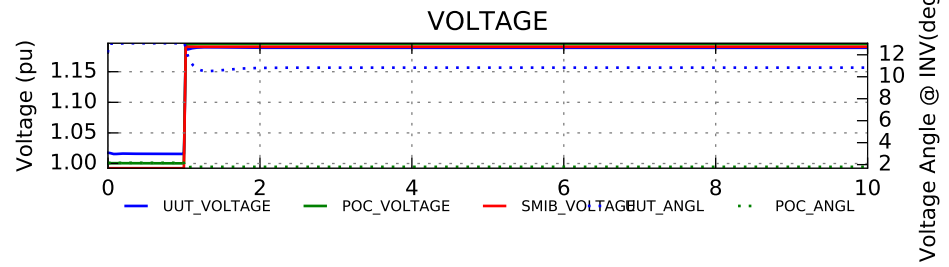 VOLTAGE
Voltage (pu)
1.15
1.10
1.05
1.00
12
10
8
6
4
2
Voltage Angle @ INV(deg
0 2 4 6 8 10
UUT_VOLTAGE POC_VOLTAGE SMIB_VOLTAGE UUT_ANGL POC_ANGL